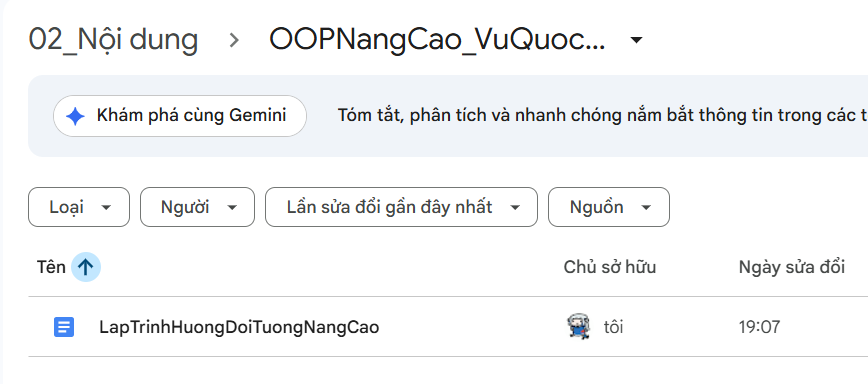 02_Nội dung > OOPNangCao_VuQuoc...
Khám phá cùng Gemini Tóm tắt, phân tích và nhanh chóng nắm bắt thông tin trong các t
Loại Người Lần sửa đổi gần đây nhất Nguồn
Tên Chủ sở hữu Ngày sửa đổi
LapTrinhHuongDoiTuongNangCao tôi 19:07